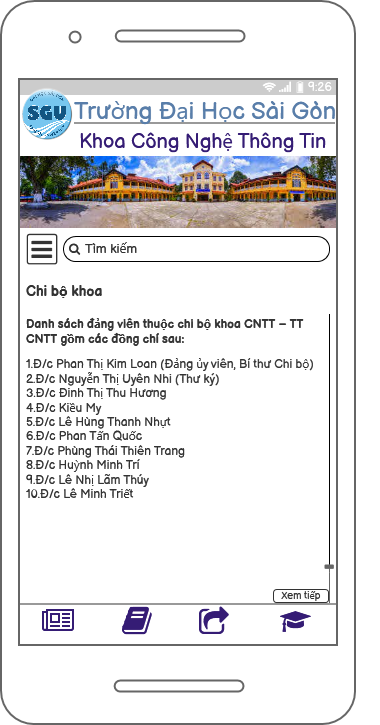 9:26
SGU
Trường Đại Học Sài Gòn
Khoa Công Nghệ Thông Tin
Tìm kiếm
Chi bộ khoa
Danh sách đảng viên thuộc chi bộ khoa CNTT – TT
CNTT gồm các đồng chí sau:
1.Đ/c Phan Thị Kim Loan (Đảng ủy viên, Bí thư Chi bộ)
2.Đ/c Nguyễn Thị Uyên Nhi (Thư ký)
3.Đ/c Đinh Thị Thu Hương
4.Đ/c Kiều My
5.Đ/c Lê Hùng Thanh Nhựt
6.Đ/c Phan Tấn Quốc
7.Đ/c Phùng Thái Thiên Trang
8.Đ/c Huỳnh Minh Trí
9.Đ/c Lê Nhị Lãm Thúy
10.Đ/c Lê Minh Triết
Xem tiếp